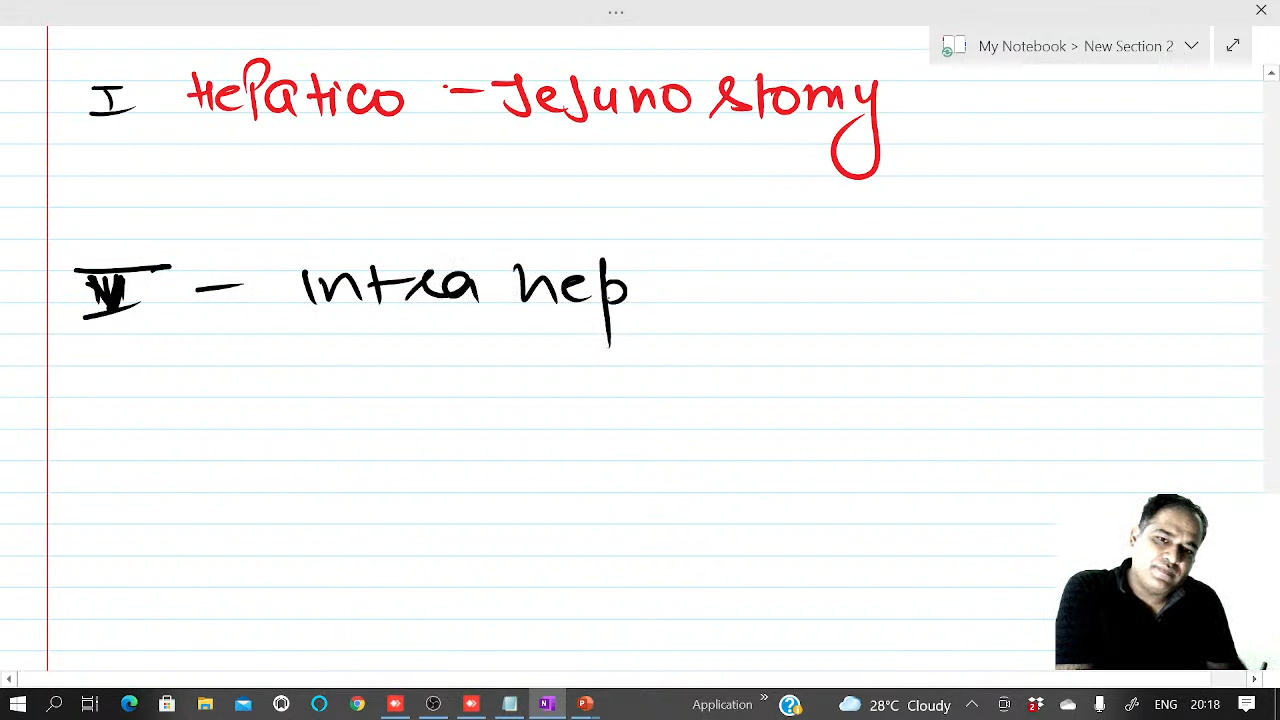 ...
My Notebook > New Section 2
I Hepatico - Jejuno stomy
V - intra hep
Application
28°C Cloudy
ENG
20:18